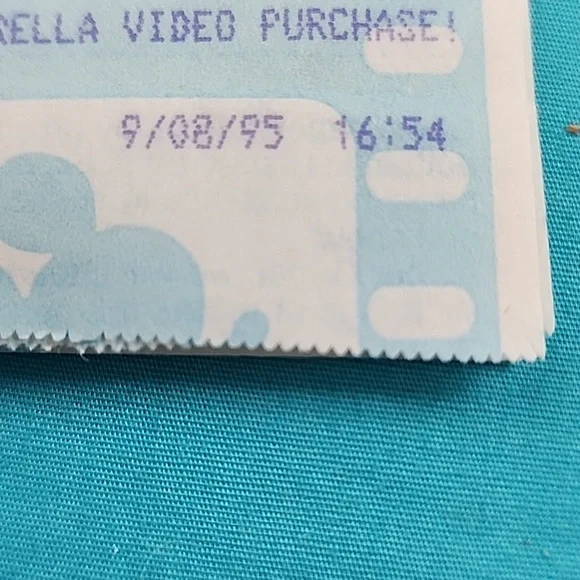 RELLA VIDEO PURCHASE!
9/08/95 16:54